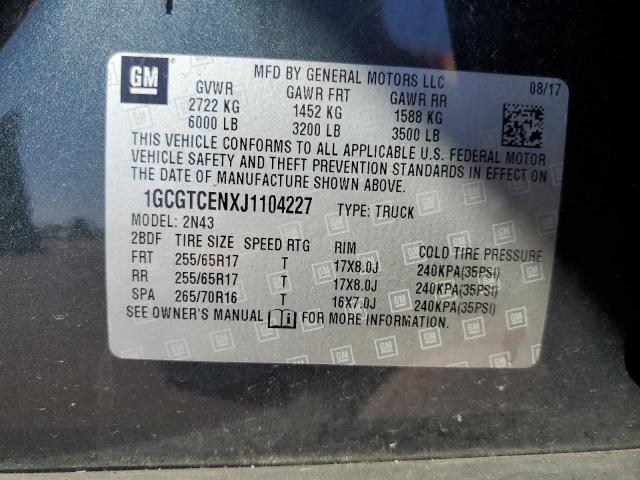 GM
MFD BY GENERAL MOTORS LLC
08/17
GVWR GAWR FRT GAWR RR
2722 KG 1452 KG 1588 KG
6000 LB 3200 LB 3500 LB
THIS VEHICLE CONFORMS TO ALL APPLICABLE U.S. FEDERAL MOTOR
VEHICLE SAFETY AND THEFT PREVENTION STANDARDS IN EFFECT ON
THE DATE OF MANUFACTURE SHOWN ABOVE.
1GCGTCENXJ1104227 TYPE: TRUCK
MODEL: 2N43
2BDF TIRE SIZE SPEED RTG RIM COLD TIRE PRESSURE
FRT 255/65R17 T 17X8.0J 240KPA(35PSI)
RR 255/65R17 T 17X8.0J 240KPA(35PSI)
SPA 265/70R16 T 16X7.0J 240KPA(35PSI)
SEE OWNER'S MANUAL FOR MORE INFORMATION.